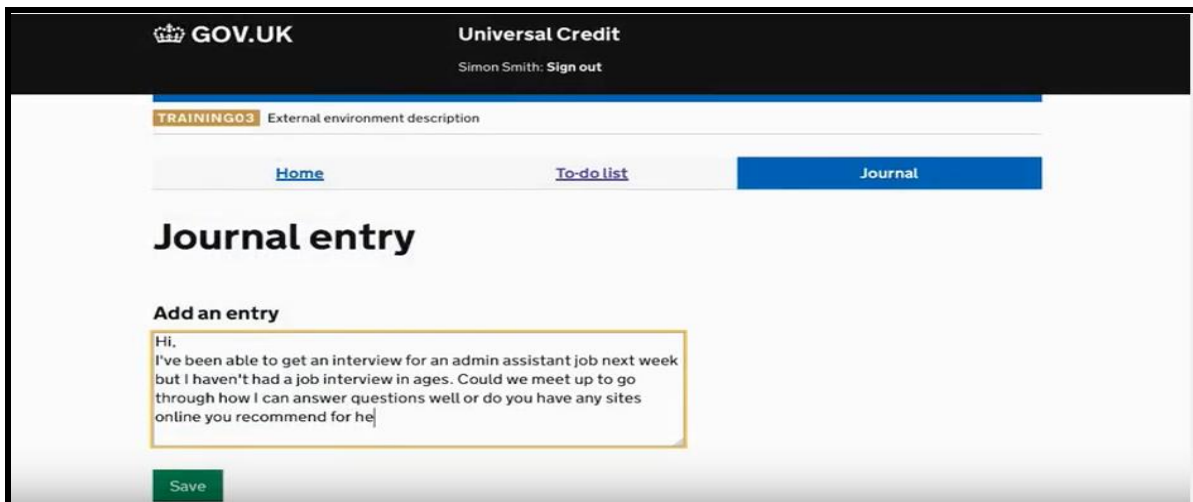 GOV.UK Universal Credit
Simon Smith: Sign out
TRAINING03 External environment description
Home To-do list Journal
Journal entry
Add an entry
Hi,
I've been able to get an interview for an admin assistant job next week
but I haven't had a job interview in ages. Could we meet up to go
through how I can answer questions well or do you have any sites
online you recommend for he
Save